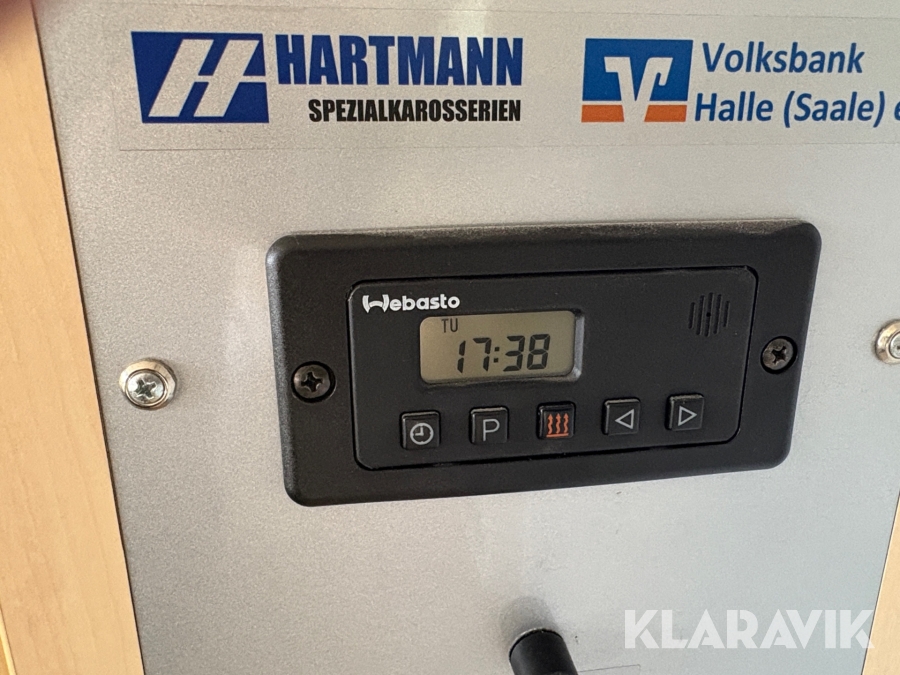 HARTMANN
SPEZIALKAROSSERIEN
Volksbank
Halle (Saale) e
Webasto
TU
17:38
P
KLARAVIK